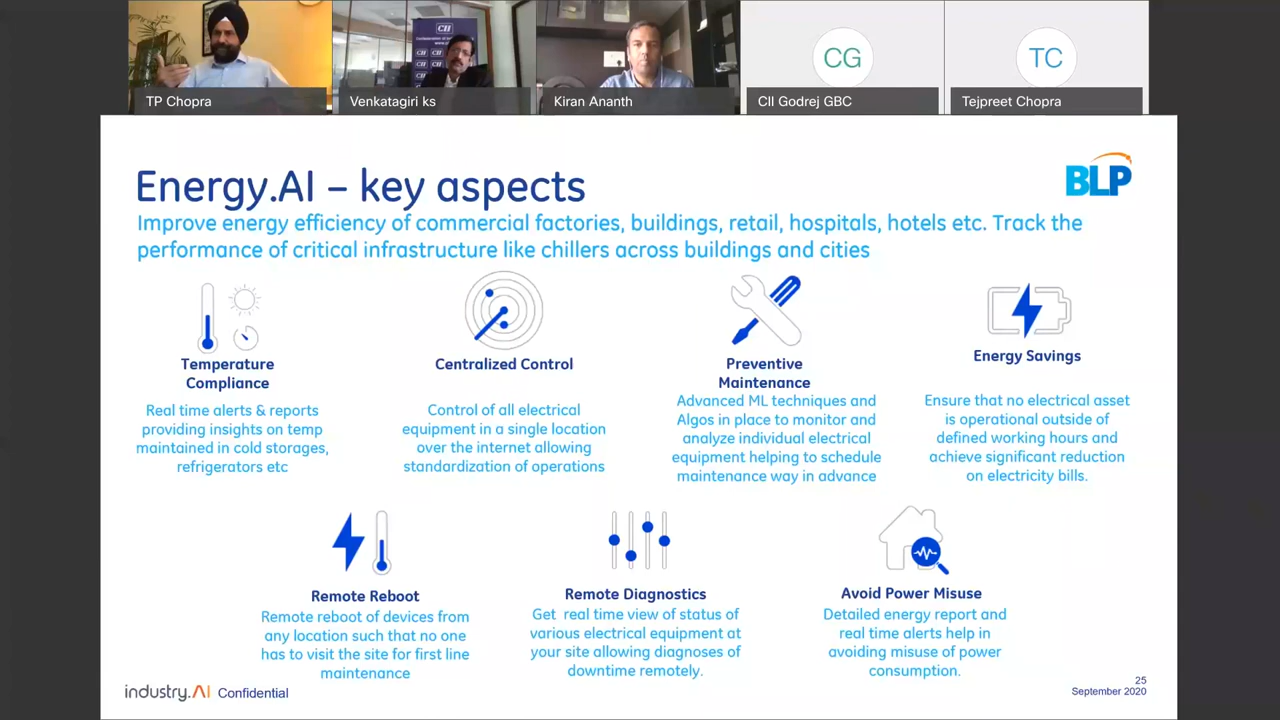 CII
CII CII
CII CII
CG
TC
TP Chopra
Venkatagiri ks
Kiran Ananth
CII Godrej GBC
Tejpreet Chopra
BLP
Energy.AI – key aspects
Improve energy efficiency of commercial factories, buildings, retail, hospitals, hotels etc. Track the
performance of critical infrastructure like chillers across buildings and cities
Temperature
Compliance
Real time alerts & reports
providing insights on temp
maintained in cold storages,
refrigerators etc
Centralized Control
Control of all electrical
equipment in a single location
over the internet allowing
standardization of operations
Preventive
Maintenance
Advanced ML techniques and
Algos in place to monitor and
analyze individual electrical
equipment helping to schedule
maintenance way in advance
Energy Savings
Ensure that no electrical asset
is operational outside of
defined working hours and
achieve significant reduction
on electricity bills.
Remote Reboot
Remote reboot of devices from
any location such that no one
has to visit the site for first line
maintenance
Remote Diagnostics
Get real time view of status of
various electrical equipment at
your site allowing diagnoses of
downtime remotely.
Avoid Power Misuse
Detailed energy report and
real time alerts help in
avoiding misuse of power
consumption.
industry.AI Confidential
25
September 2020